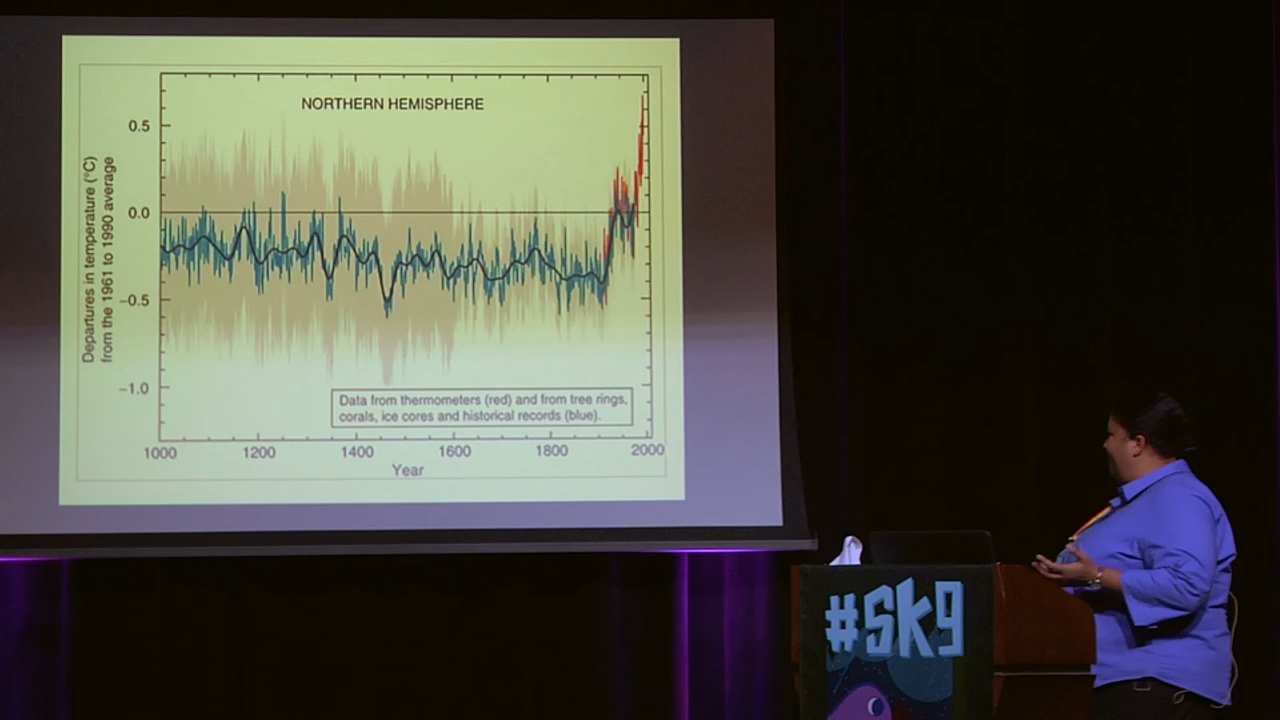 NORTHERN HEMISPHERE
Departures in temperature (°C)
from the 1961 to 1990 average
0.5
0.0
−0.5
−1.0
Data from thermometers (red) and from tree rings,
corals, ice cores and historical records (blue).
1000 1200 1400 1600 1800 2000
Year
#sk9